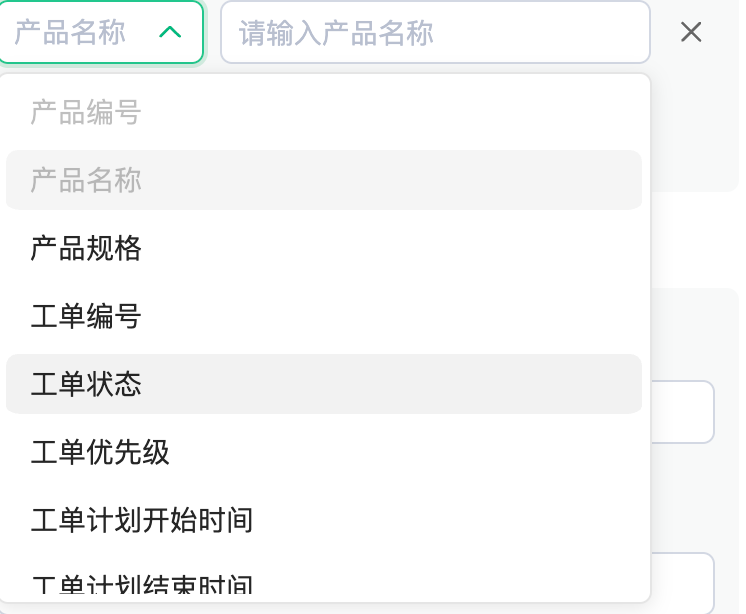 产品名称 请输入产品名称
产品编号
产品名称
产品规格
工单编号
工单状态
工单优先级
工单计划开始时间
工单计划结束时间